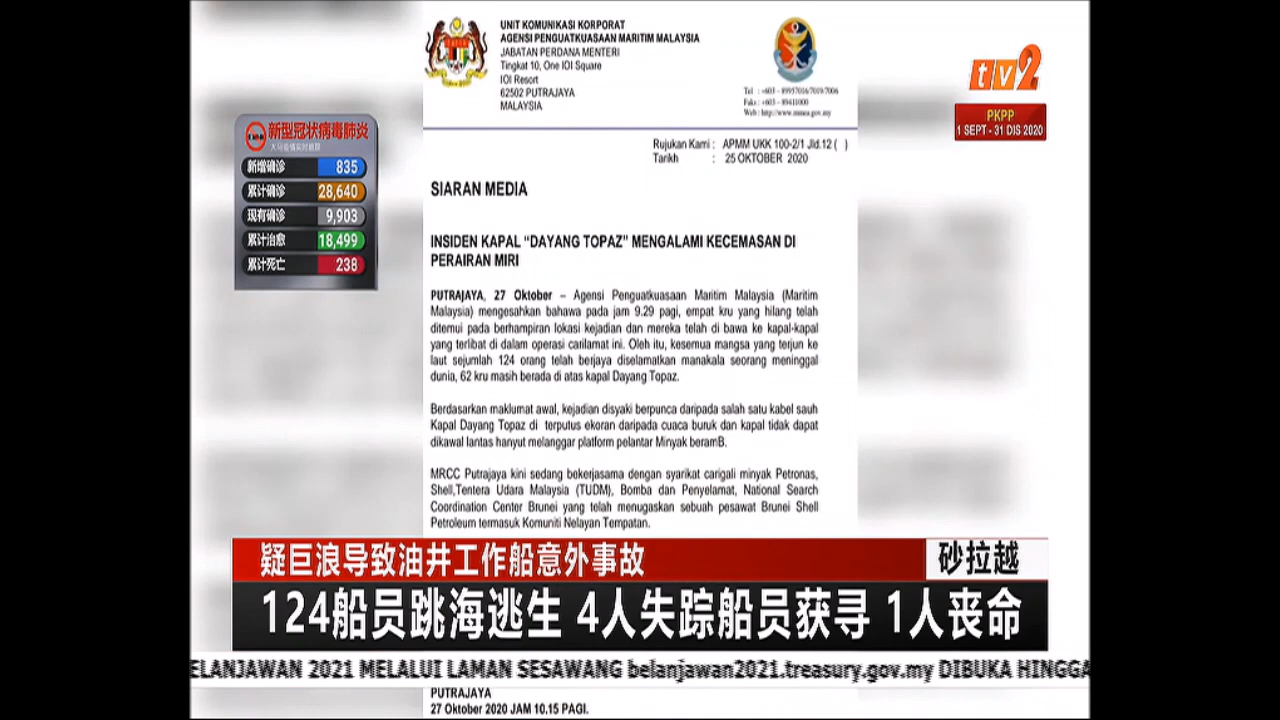 UNIT KOMUNIKASI KORPORAT
AGENSI PENGUATKUASAAN MARITIM MALAYSIA
JABATAN PERDANA MENTERI
Tingkat 10, One IOI Square
IOI Resort
62502 PUTRAJAYA
MALAYSIA
Tel : +603 – 89957016/7019/7006
Faks : +603 – 89411000
Web : http://www.mmea.gov.my
tv2
PKPP
1 SEPT - 31 DIS 2020
新型冠状病毒肺炎
新增确诊 835
累计确诊 28,640
现有确诊 9,903
累计治愈 18,499
累计死亡 238
Rujukan Kami : APMM UKK 100-2/1 Jld.12 ( )
Tarikh : 25 OKTOBER 2020
SIARAN MEDIA
INSIDEN KAPAL “DAYANG TOPAZ” MENGALAMI KECEMASAN DI
PERAIRAN MIRI
PUTRAJAYA, 27 Oktober – Agensi Penguatkuasaan Maritim Malaysia (Maritim
Malaysia) mengesahkan bahawa pada jam 9.29 pagi, empat kru yang hilang telah
ditemui pada berhampiran lokasi kejadian dan mereka telah di bawa ke kapal-kapal
yang terlibat di dalam operasi carilamat ini. Oleh itu, kesemua mangsa yang terjun ke
laut sejumlah 124 orang telah berjaya diselamatkan manakala seorang meninggal
dunia, 62 kru masih berada di atas kapal Dayang Topaz.
Berdasarkan maklumat awal, kejadian disyaki berpunca daripada salah satu kabel sauh
Kapal Dayang Topaz di terputus ekoran daripada cuaca buruk dan kapal tidak dapat
dikawal lantas hanyut melanggar platform pelantar Minyak beramB.
MRCC Putrajaya kini sedang bekerjasama dengan syarikat carigali minyak Petronas,
Shell,Tentera Udara Malaysia (TUDM), Bomba dan Penyelamat, National Search
Coordination Center Brunei yang telah menugaskan sebuah pesawat Brunei Shell
Petroleum termasuk Komuniti Nelayan Tempatan.
疑巨浪导致油井工作船意外事故
砂拉越
124船员跳海逃生 4人失踪船员获寻 1人丧命
ELANJAWAN 2021 MELALUI LAMAN SESAWANG belanjawan2021.treasury.gov.my DIBUKA HINGGA
PUTRAJAYA
27 Oktober 2020 JAM 10.15 PAGI.